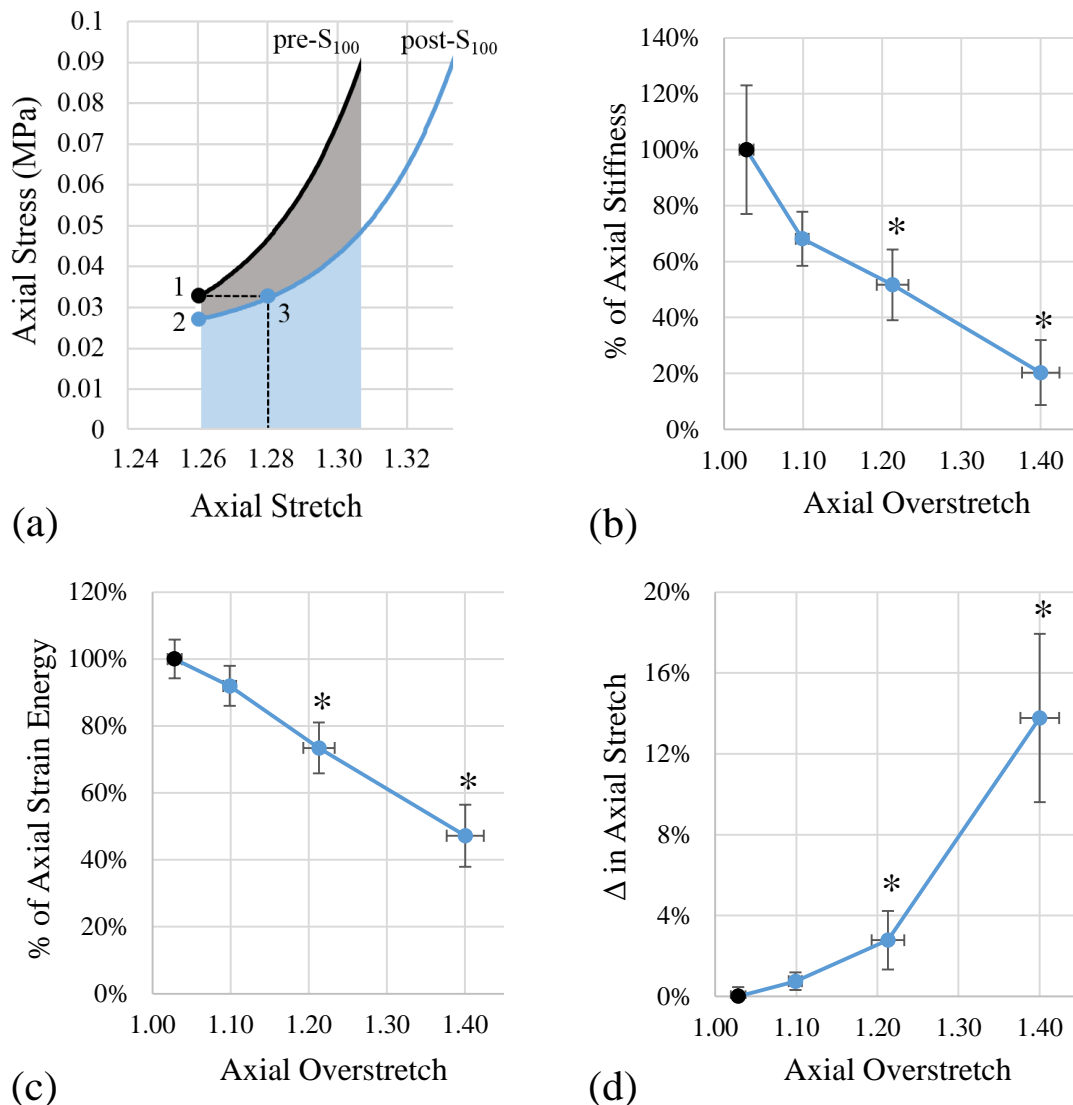 0.1
0.09
0.08
0.07
0.06
0.05
0.04
0.03
0.02
0.01
0
Axial Stress (MPa)
pre-S100 post-S100
1
2
3
1.24 1.26 1.28 1.30 1.32
Axial Stretch
(a)
140%
120%
100%
80%
60%
40%
20%
0%
% of Axial Stiffness
*
*
1.00 1.10 1.20 1.30 1.40
Axial Overstretch
(b)
120%
100%
80%
60%
40%
20%
0%
% of Axial Strain Energy
*
*
1.00 1.10 1.20 1.30 1.40
Axial Overstretch
(c)
20%
16%
12%
8%
4%
0%
Δ in Axial Stretch
*
*
1.00 1.10 1.20 1.30 1.40
Axial Overstretch
(d)